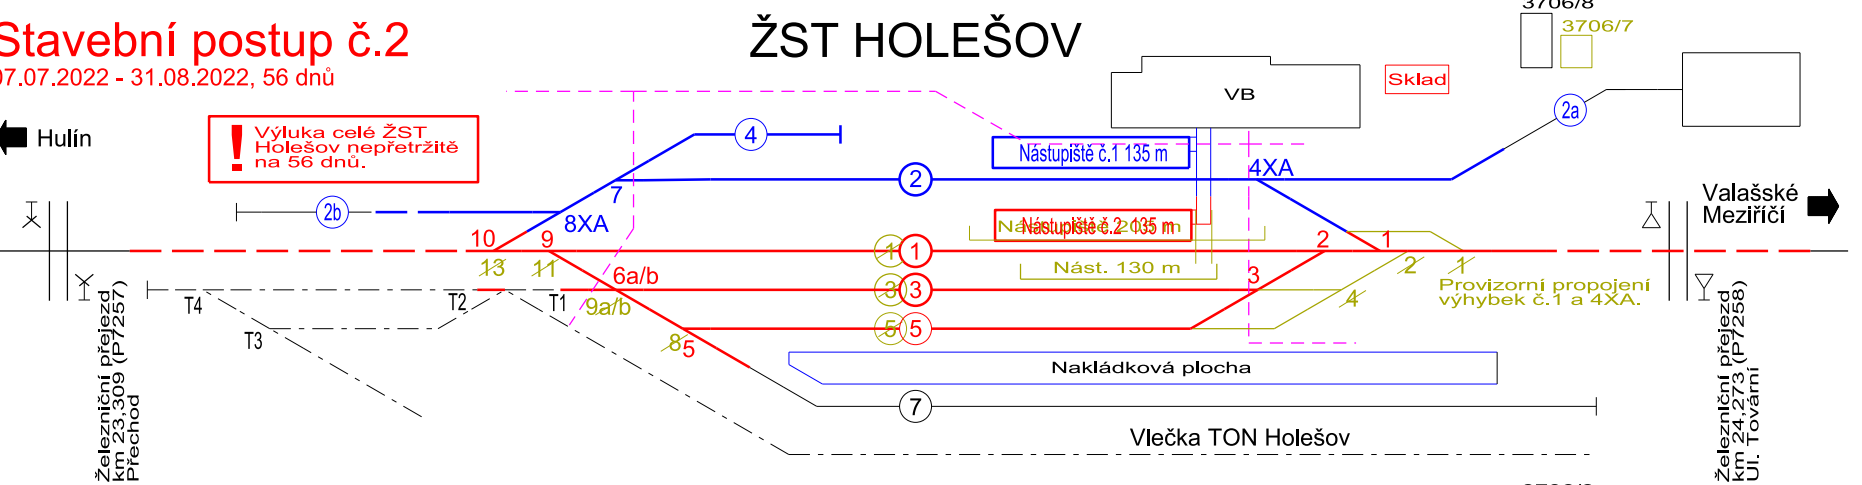 Stavební postup č.2
07.07.2022 - 31.08.2022, 56 dnů
ŽST HOLEŠOV
3706/8
3706/7
Sklad
VB
2a
Hulín
! Výluka celé ŽST
Holešov nepřetržitě
na 56 dnů.
4
Nástupiště č.1 135 m
2
4XA
7
2b
8XA
Valašské
Meziříčí
Nástupiště č.2 135 m
10
9
1
1
2
1
13
11
6a/b
3
2
1
Nást. 130 m
T4
T2
T1
9a/b
3
3
4
Provizorní propojení
výhybek č.1 a 4XA.
T3
8
5
5
5
Nakládková plocha
7
Vlečka TON Holešov
Železniční přejezd
km 23,309 (P7257)
Přechod
Železniční přejezd
km 24,273 (P7258)
Ul. Tovární